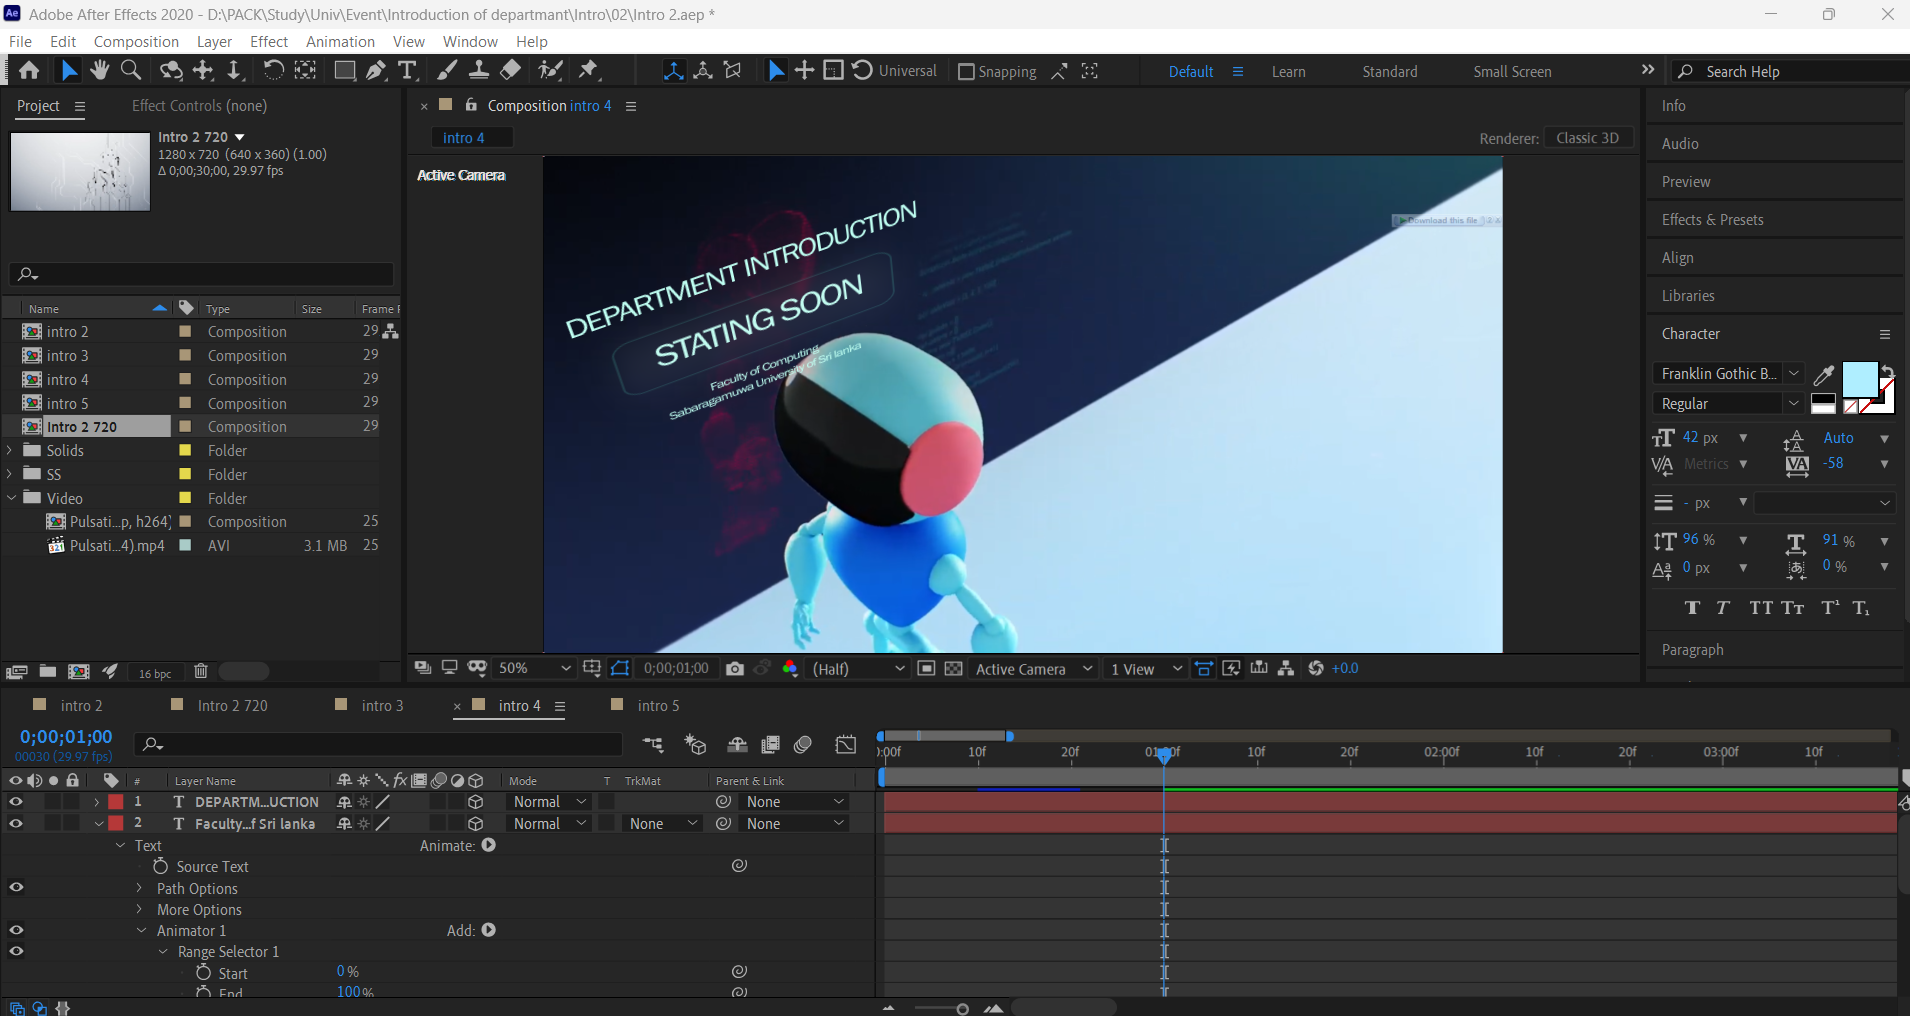 Adobe After Effects 2020 - D:\PACK\Study\Univ\Event\Introduction of departmant\Intro\02\Intro 2.aep *
File Edit Composition Layer Effect Animation View Window Help
Universal Snapping Default Learn Standard Small Screen Search Help
Project Effect Controls (none)
Intro 2 720
1280 x 720 (640 x 360) (1.00)
Δ 0;00;30;00, 29.97 fps
Name Type Size Frame
intro 2 Composition 29
intro 3 Composition 29
intro 4 Composition 29
intro 5 Composition 29
Intro 2 720 Composition 29
Solids Folder
SS Folder
Video Folder
Pulsati...p, h264) Composition 25
Pulsati...4).mp4 AVI 3.1 MB 25
16 bpc
Composition intro 4
intro 4
Renderer: Classic 3D
Active Camera
Download this file
DEPARTMENT INTRODUCTION
STATING SOON
Faculty of Computing
Sabaragamuwa University of Sri lanka
50% 0;00;01;00 (Half) Active Camera 1 View +0.0
Info
Audio
Preview
Effects & Presets
Align
Libraries
Character
Franklin Gothic B...
Regular
42 px Auto
Metrics -58
- px
96 % 91 %
0 px 0 %
Paragraph
intro 2 Intro 2 720 intro 3 intro 4 intro 5
0;00;01;00
00030 (29.97 fps)
):00f 10f 20f 01:00f 10f 20f 02:00f 10f 20f 03:00f 10f
# Layer Name Mode T TrkMat Parent & Link
1 T DEPARTM...UCTION Normal None
2 T Faculty...f Sri lanka Normal None None
Text Animate:
Source Text
Path Options
More Options
Animator 1 Add:
Range Selector 1
Start 0 %
End 100 %